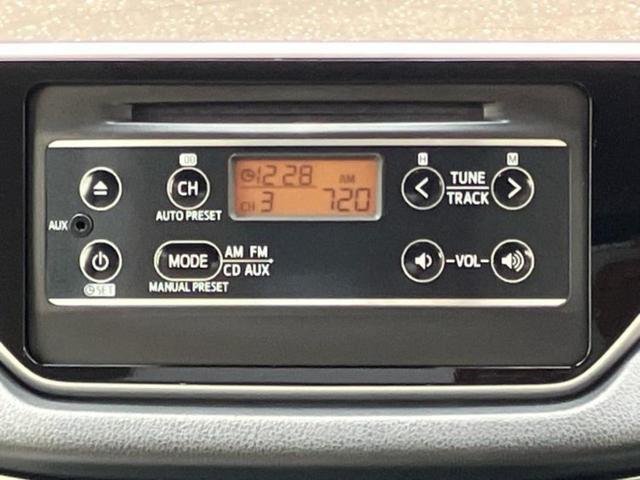 00
CH
AUTO PRESET
12:28 AM
CH 3 720
H
M
TUNE
TRACK
AUX
SET
MODE
AM FM
CD AUX
MANUAL PRESET
VOL